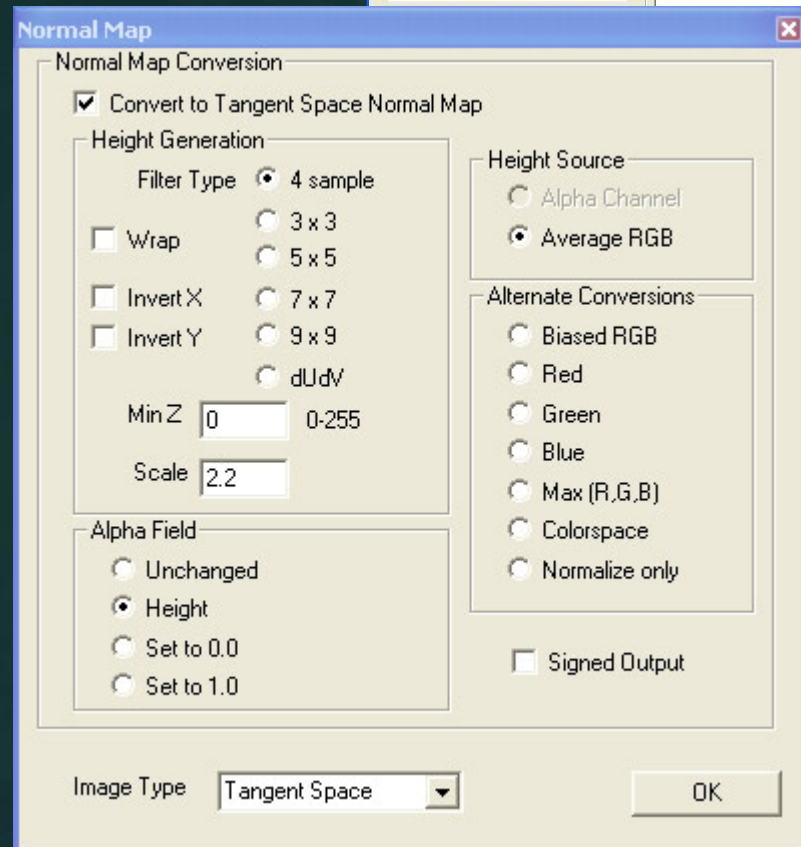 Normal Map
Normal Map Conversion
Convert to Tangent Space Normal Map
Height Generation
Filter Type
4 sample
3 x 3
5 x 5
7 x 7
9 x 9
dUdV
Wrap
Invert X
Invert Y
Min Z
0
0-255
Scale
2.2
Alpha Field
Unchanged
Height
Set to 0.0
Set to 1.0
Height Source
Alpha Channel
Average RGB
Alternate Conversions
Biased RGB
Red
Green
Blue
Max (R,G,B)
Colorspace
Normalize only
Signed Output
Image Type
Tangent Space
OK